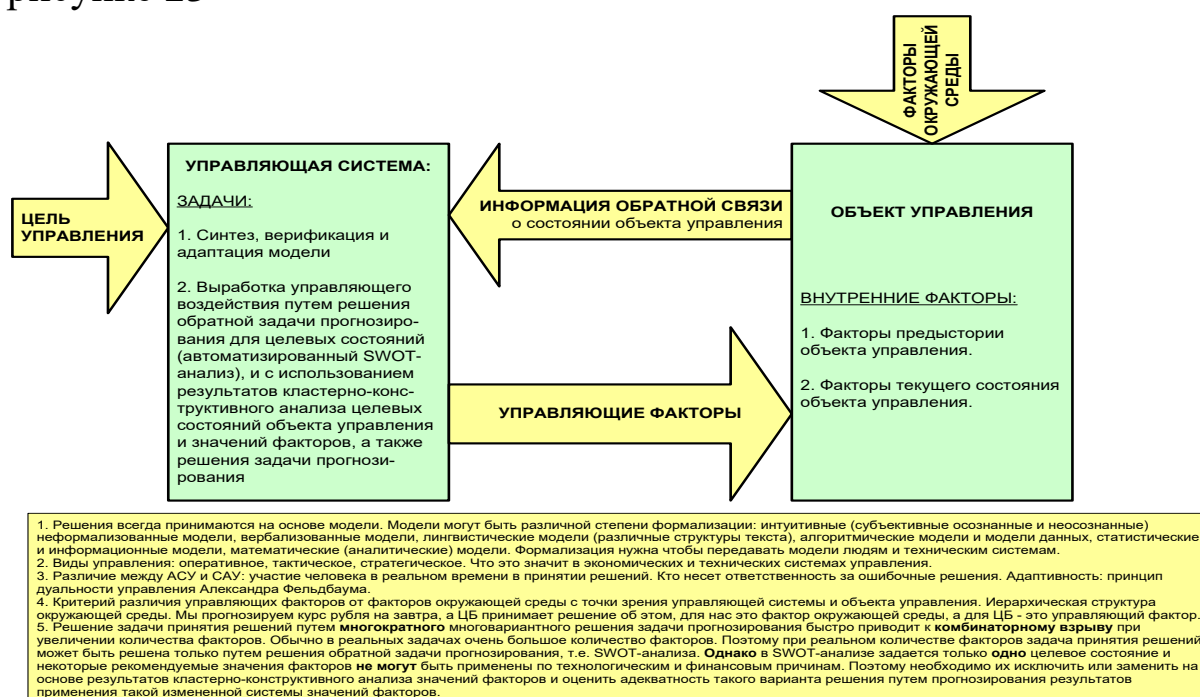 ФАКТОРЫ
ОКРУЖАЮЩЕЙ
СРЕДЫ
ЦЕЛЬ
УПРАВЛЕНИЯ
УПРАВЛЯЮЩАЯ СИСТЕМА:
ЗАДАЧИ:
1. Синтез, верификация и
адаптация модели
2. Выработка управляющего
воздействия путем решения
обратной задачи прогнозиро-
вания для целевых состояний
(автоматизированный SWOT-
анализ), и с использованием
результатов кластерно-конс-
труктивного анализа целевых
состояний объекта управления
и значений факторов, а также
решения задачи прогнози-
рования
ИНФОРМАЦИЯ ОБРАТНОЙ СВЯЗИ
о состоянии объекта управления
УПРАВЛЯЮЩИЕ ФАКТОРЫ
ОБЪЕКТ УПРАВЛЕНИЯ
ВНУТРЕННИЕ ФАКТОРЫ:
1. Факторы предыстории
объекта управления.
2. Факторы текущего состояния
объекта управления.
1. Решения всегда принимаются на основе модели. Модели могут быть различной степени формализации: интуитивные (субъективные осознанные и неосознанные)
неформализованные модели, вербализованные модели, лингвистические модели (различные структуры текста), алгоритмические модели и модели данных, статистические
и информационные модели, математические (аналитические) модели. Формализация нужна чтобы передавать модели людям и техническим системам.
2. Виды управления: оперативное, тактическое, стратегическое. Что это значит в экономических и технических системах управления.
3. Различие между АСУ и САУ: участие человека в реальном времени в принятии решений. Кто несет ответственность за ошибочные решения. Адаптивность: принцип
дуальности управления Александра Фельдбаума.
4. Критерий различия управляющих факторов от факторов окружающей среды с точки зрения управляющей системы и объекта управления. Иерархическая структура
окружающей среды. Мы прогнозируем курс рубля на завтра, а ЦБ принимает решение об этом, для нас это фактор окружающей среды, а для ЦБ - это управляющий фактор.
5. Решение задачи принятия решений путем многократного многовариантного решения задачи прогнозирования быстро приводит к комбинаторному взрыву при
увеличении количества факторов. Обычно в реальных задачах очень большое количество факторов. Поэтому при реальном количестве факторов задача принятия решений
может быть решена только путем решения обратной задачи прогнозирования, т.е. SWOT-анализа. Однако в SWOT-анализе задается только одно целевое состояние и
некоторые рекомендуемые значения факторов не могут быть применены по технологическим и финансовым причинам. Поэтому необходимо их исключить или заменить на
основе результатов кластерно-конструктивного анализа значений факторов и оценить адекватность такого варианта решения путем прогнозирования результатов
применения такой измененной системы значений факторов.